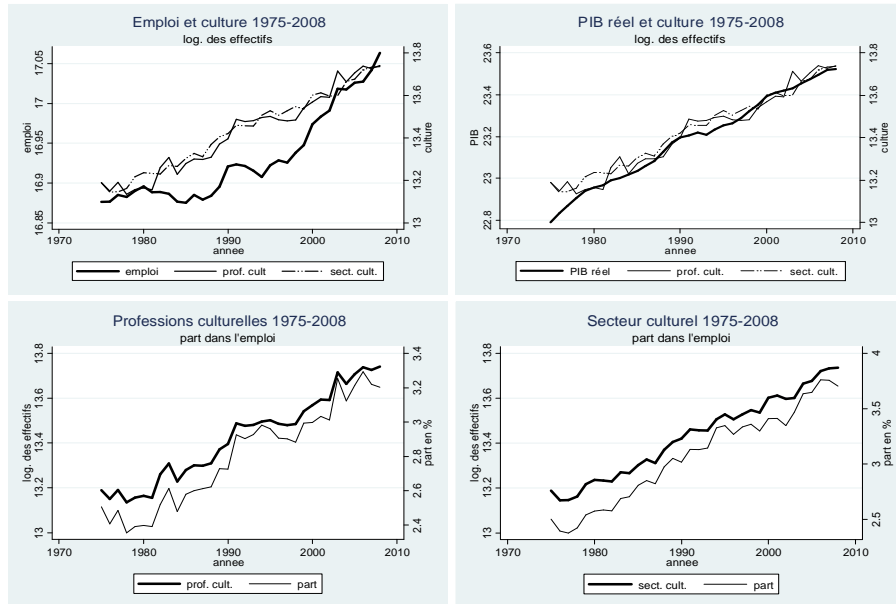 Emploi et culture 1975-2008
log. des effectifs
emploi
16.85 16.9 16.95 17 17.05
culture
13 13.2 13.4 13.6 13.8
1970 1980 1990 2000 2010
annee
emploi prof. cult sect. cult.
PIB réel et culture 1975-2008
log. des effectifs
PIB
22.8 23 23.2 23.4 23.6
culture
13 13.2 13.4 13.6 13.8
1970 1980 1990 2000 2010
annee
PIB réel prof. cult. sect. cult.
Professions culturelles 1975-2008
part dans l'emploi
log. des effectifs
13 13.2 13.4 13.6 13.8
part en %
2.4 2.6 2.8 3 3.2 3.4
1970 1980 1990 2000 2010
annee
prof. cult. part
Secteur culturel 1975-2008
part dans l'emploi
log. des effectifs
13 13.2 13.4 13.6 13.8
part en %
2.5 3 3.5 4
1970 1980 1990 2000 2010
annee
sect. cult. part